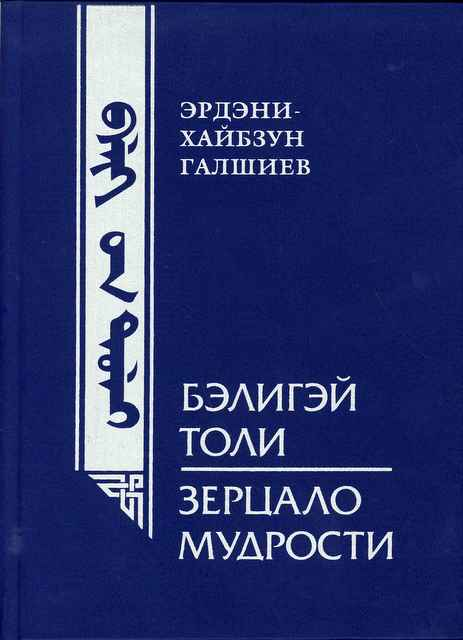 ЭРДЭНИ-
ХАЙБЗУН
ГАЛШИЕВ
БЭЛИГЭЙ
ТОЛИ
ЗЕРЦАЛО
МУДРОСТИ